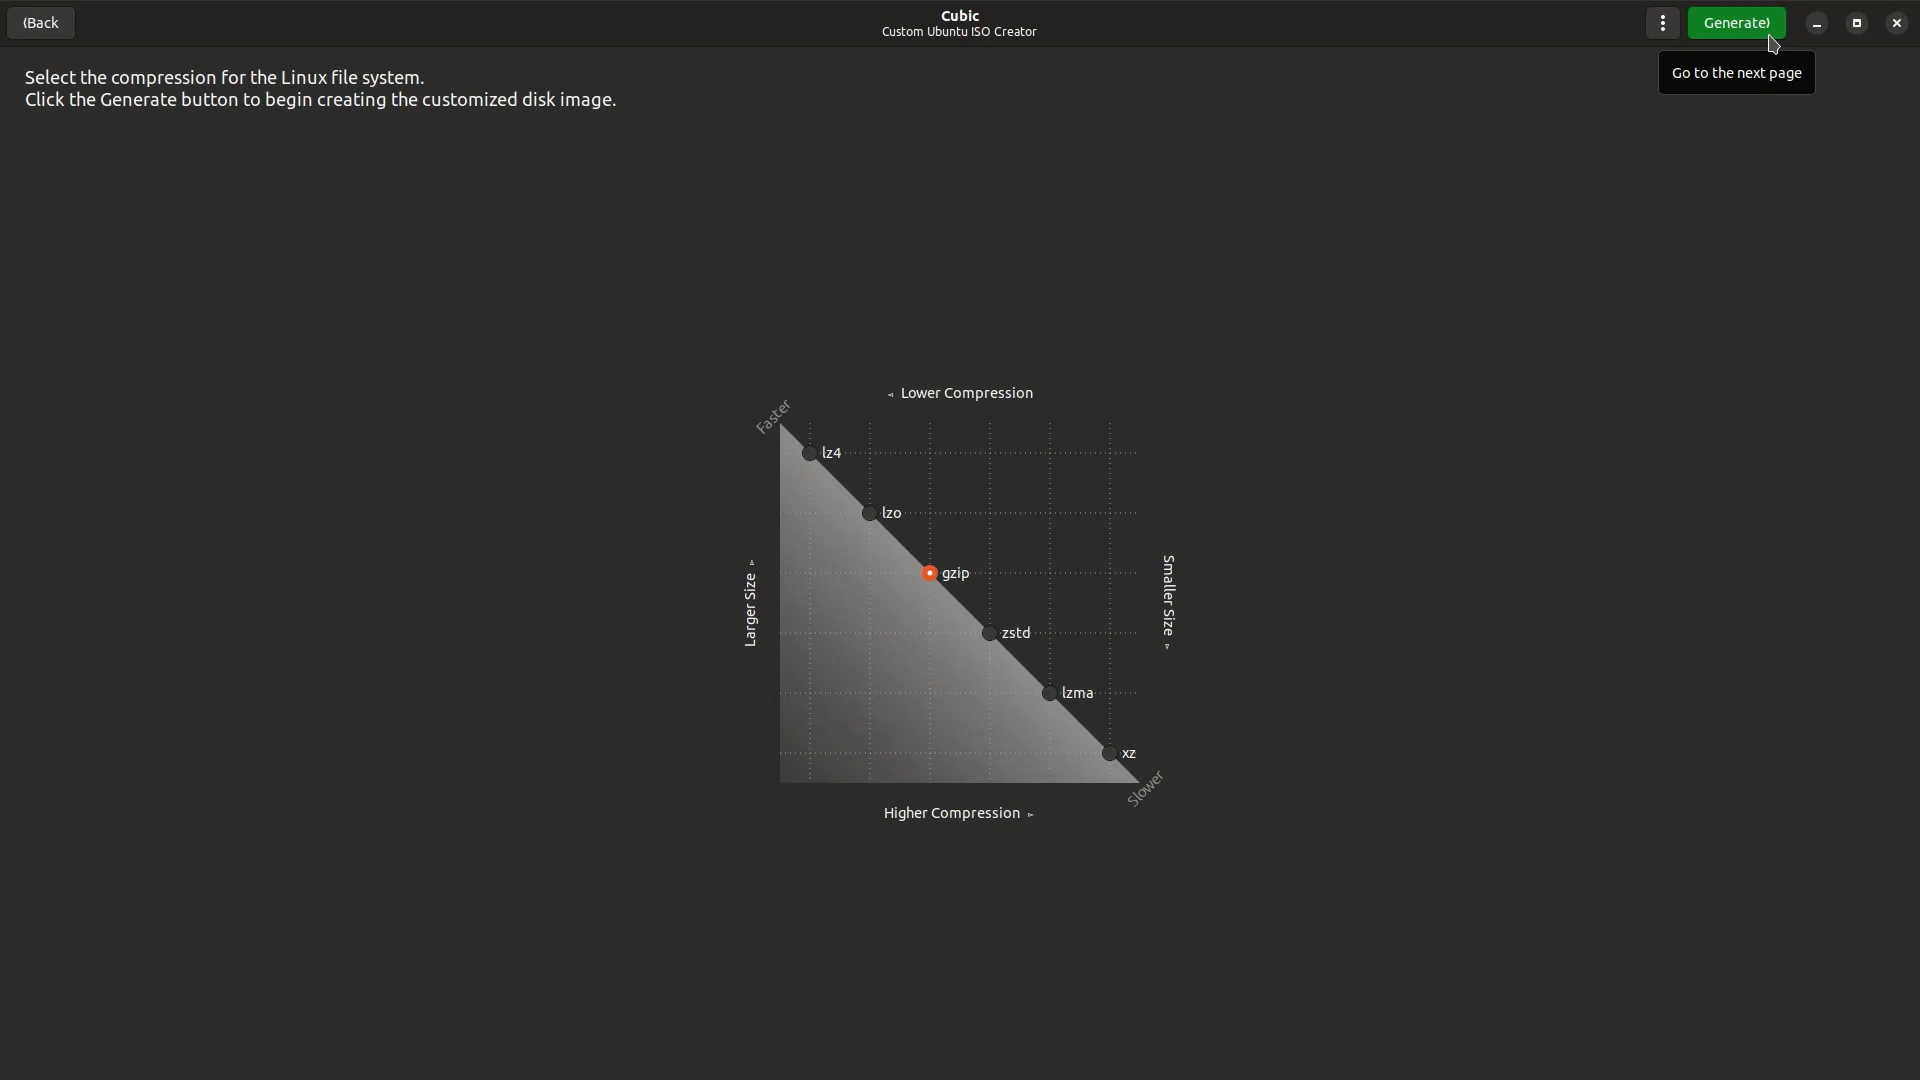 Back
Cubic
Custom Ubuntu ISO Creator
Generate
Go to the next page
Select the compression for the Linux file system.
Click the Generate button to begin creating the customized disk image.
Lower Compression
Faster
lz4
lzo
gzip
zstd
lzma
xz
Larger Size
Smaller Size
Slower
Higher Compression